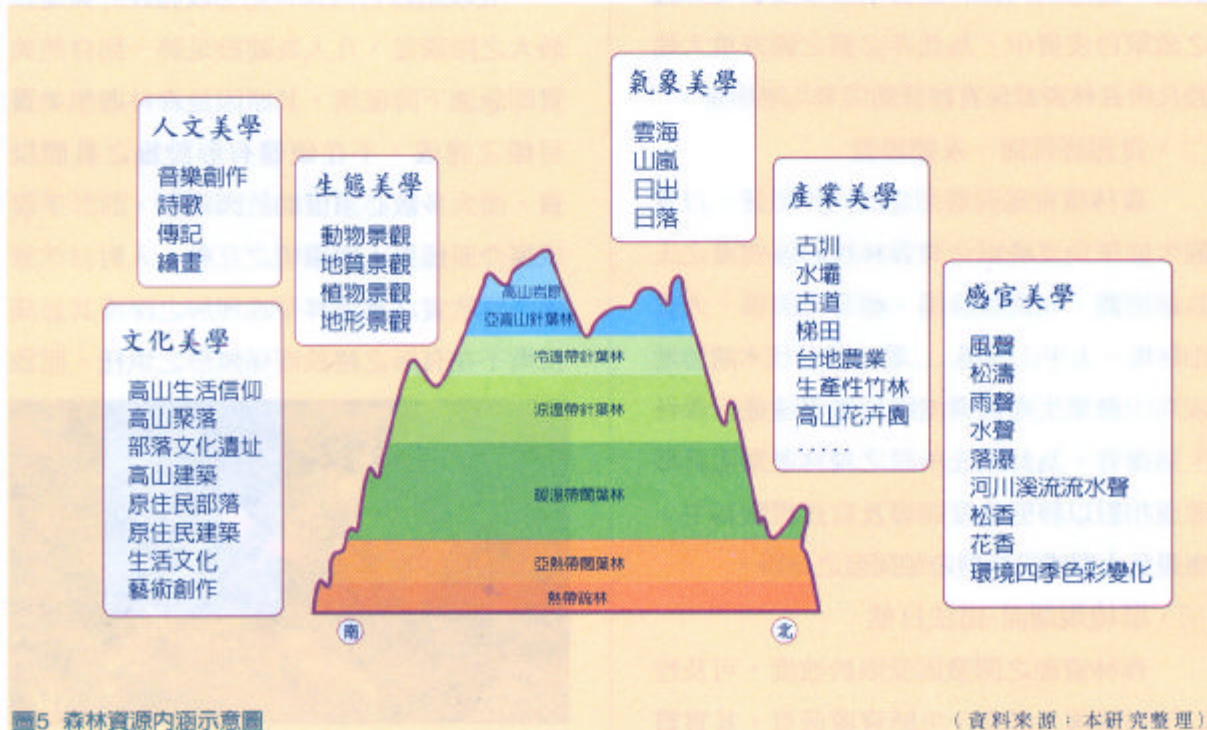 人文美學
音樂創作
詩歌
傳記
繪畫
生態美學
動物景觀
地質景觀
植物景觀
地形景觀
氣象美學
雲海
山嵐
日出
日落
產業美學
古圳
水壩
古道
梯田
台地農業
生產性竹林
高山花卉園
......
感官美學
風聲
松濤
雨聲
水聲
落瀑
河川溪流流水聲
松香
花香
環境四季色彩變化
文化美學
高山生活信仰
高山聚落
部落文化遺址
高山建築
原住民部落
原住民建築
生活文化
藝術創作
高山岩原
亞高山針葉林
冷溫帶針葉林
涼溫帶針葉林
暖溫帶闊葉林
亞熱帶闊葉林
熱帶疏林
南
北
圖5 森林資源內涵示意圖
(資料來源:本研究整理)